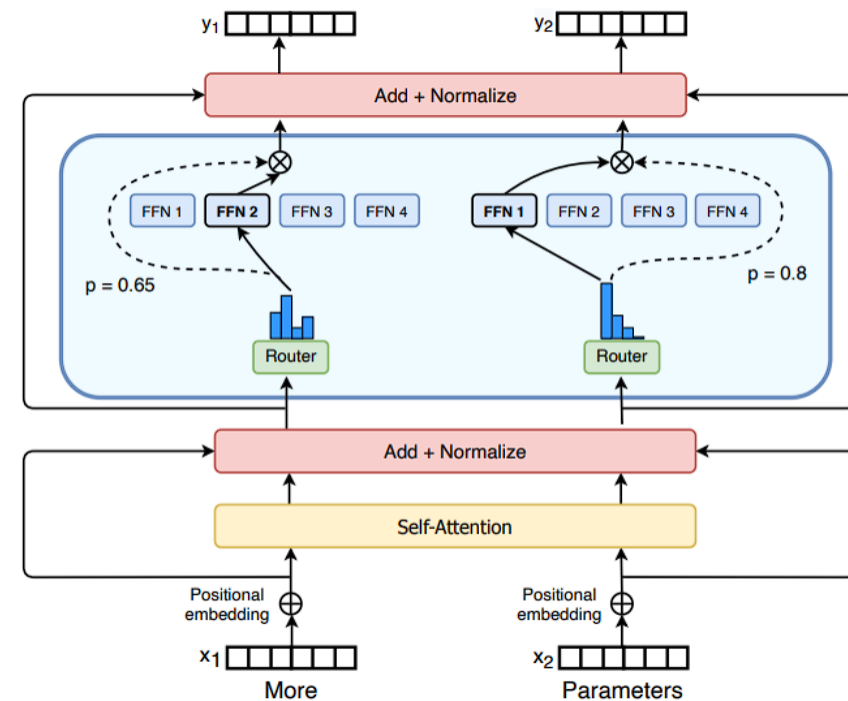 y1
y2
Add + Normalize
FFN 1
FFN 2
FFN 3
FFN 4
FFN 1
FFN 2
FFN 3
FFN 4
p = 0.65
p = 0.8
Router
Router
Add + Normalize
Self-Attention
Positional
embedding
Positional
embedding
x1
x2
More
Parameters